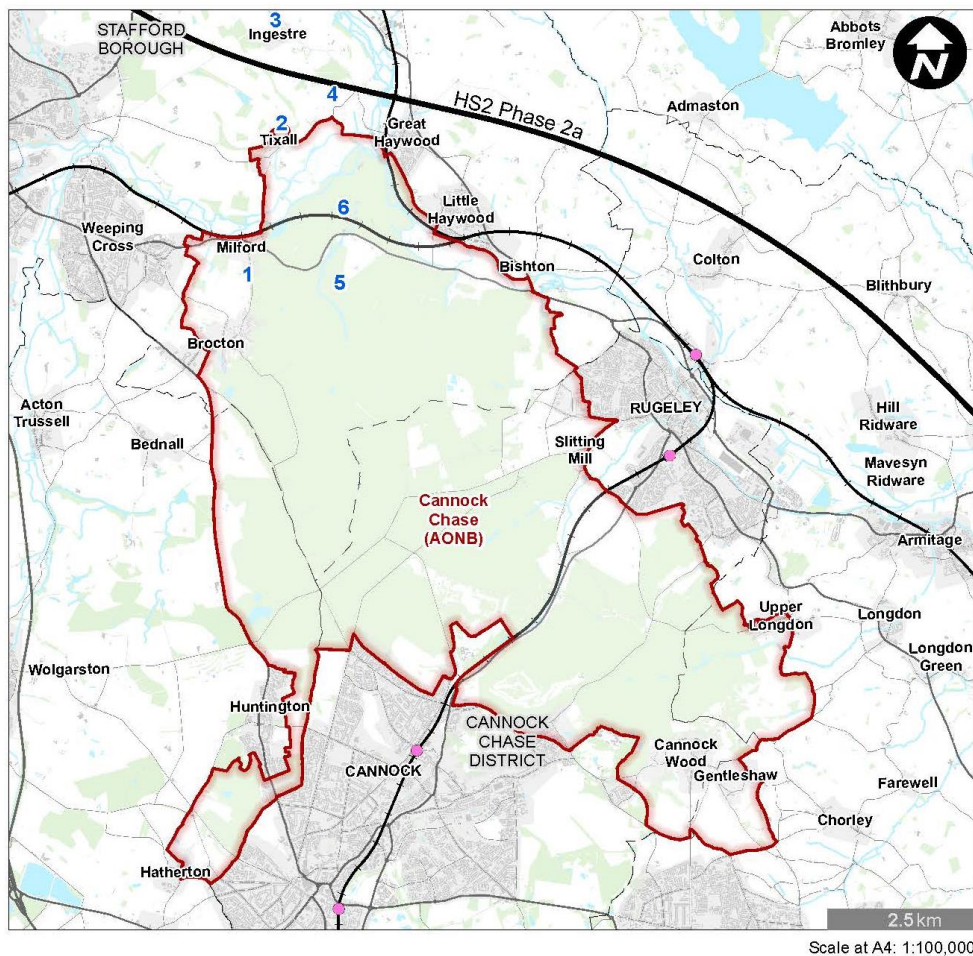 3
Ingestre
STAFFORD
BOROUGH
Abbots
Bromley
N
4
HS2 Phase 2a
Admaston
2
Tixall
Great
Haywood
6
Little
Haywood
Weeping
Cross
Milford
1
5
Bishton
Colton
Blithbury
Brocton
Acton
Trussell
Bednall
RUGELEY
Slitting
Mill
Hill
Ridware
Mavesyn
Ridware
Cannock
Chase
(AONB)
Armitage
Upper
Longdon
Longdon
Longdon
Green
Wolgarston
Huntington
CANNOCK
CHASE
DISTRICT
CANNOCK
Cannock
Wood
Gentleshaw
Farewell
Chorley
Hatherton
2.5 km
Scale at A4: 1:100,000